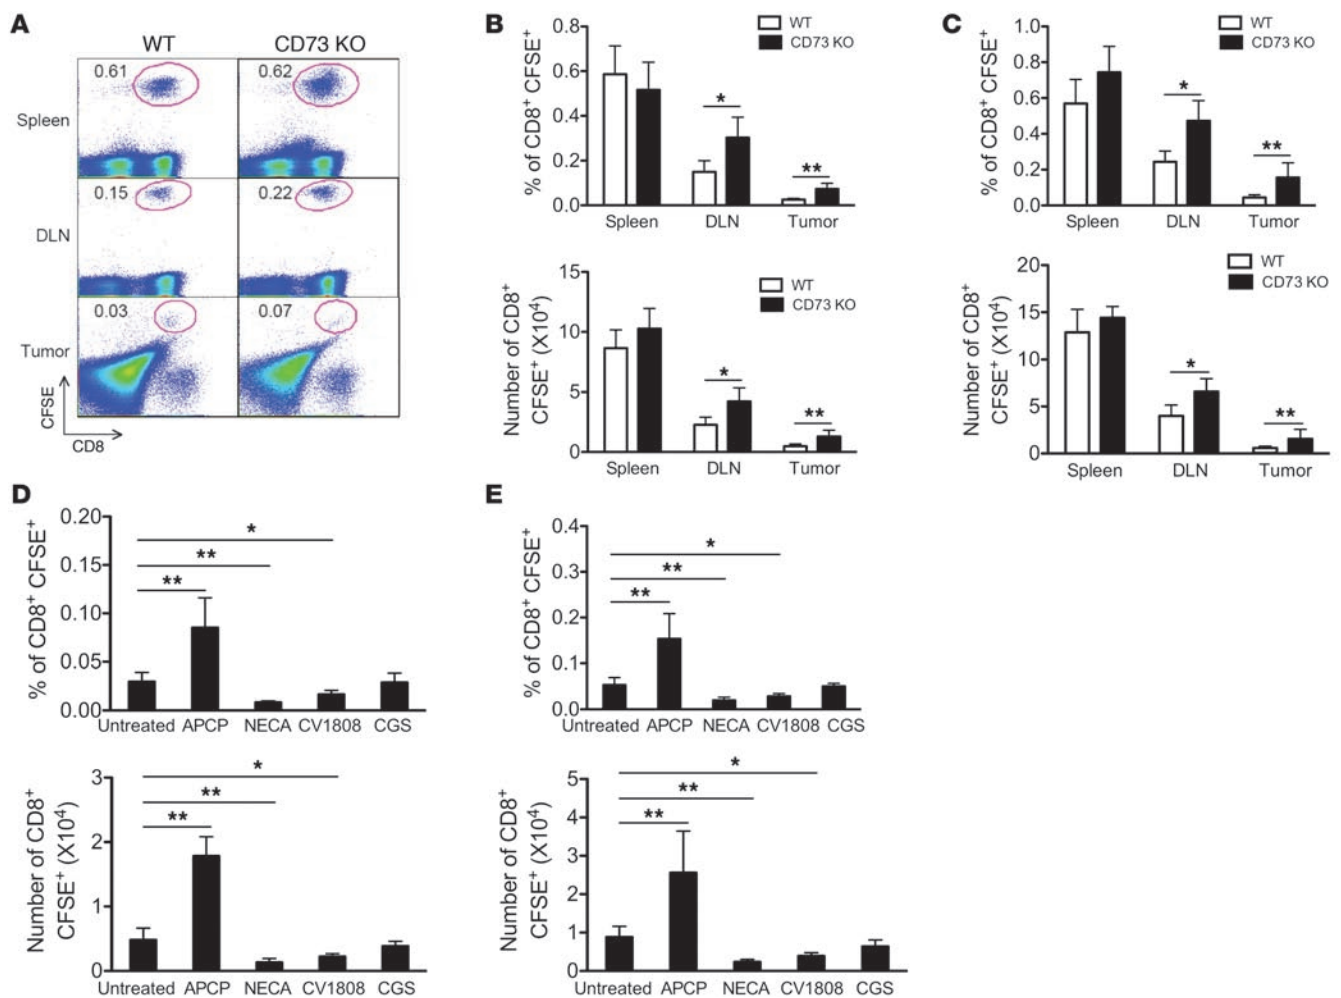 A
WT
CD73 KO
Spleen
0.61
0.62
DLN
0.15
0.22
Tumor
0.03
0.07
CFSE
CD8
B
% of CD8+ CFSE+
0.8
0.6
0.4
0.2
0.0
WT
CD73 KO
*
**
Spleen DLN Tumor
Number of CD8+
CFSE+ (X10⁴)
15
10
5
0
WT
CD73 KO
*
**
Spleen DLN Tumor
C
% of CD8+ CFSE+
1.0
0.8
0.6
0.4
0.2
0.0
WT
CD73 KO
*
**
Spleen DLN Tumor
Number of CD8+
CFSE+ (X10⁴)
20
15
10
5
0
WT
CD73 KO
*
**
Spleen DLN Tumor
D
% of CD8+ CFSE+
0.20
0.15
0.10
0.05
0.00
*
**
**
Untreated APCP NECA CV1808 CGS
Number of CD8+
CFSE+ (X10⁴)
3
2
1
0
*
**
**
Untreated APCP NECA CV1808 CGS
E
% of CD8+ CFSE+
0.4
0.3
0.2
0.1
0.0
*
**
**
Untreated APCP NECA CV1808 CGS
Number of CD8+
CFSE+ (X10⁴)
5
4
3
2
1
0
*
**
**
Untreated APCP NECA CV1808 CGS